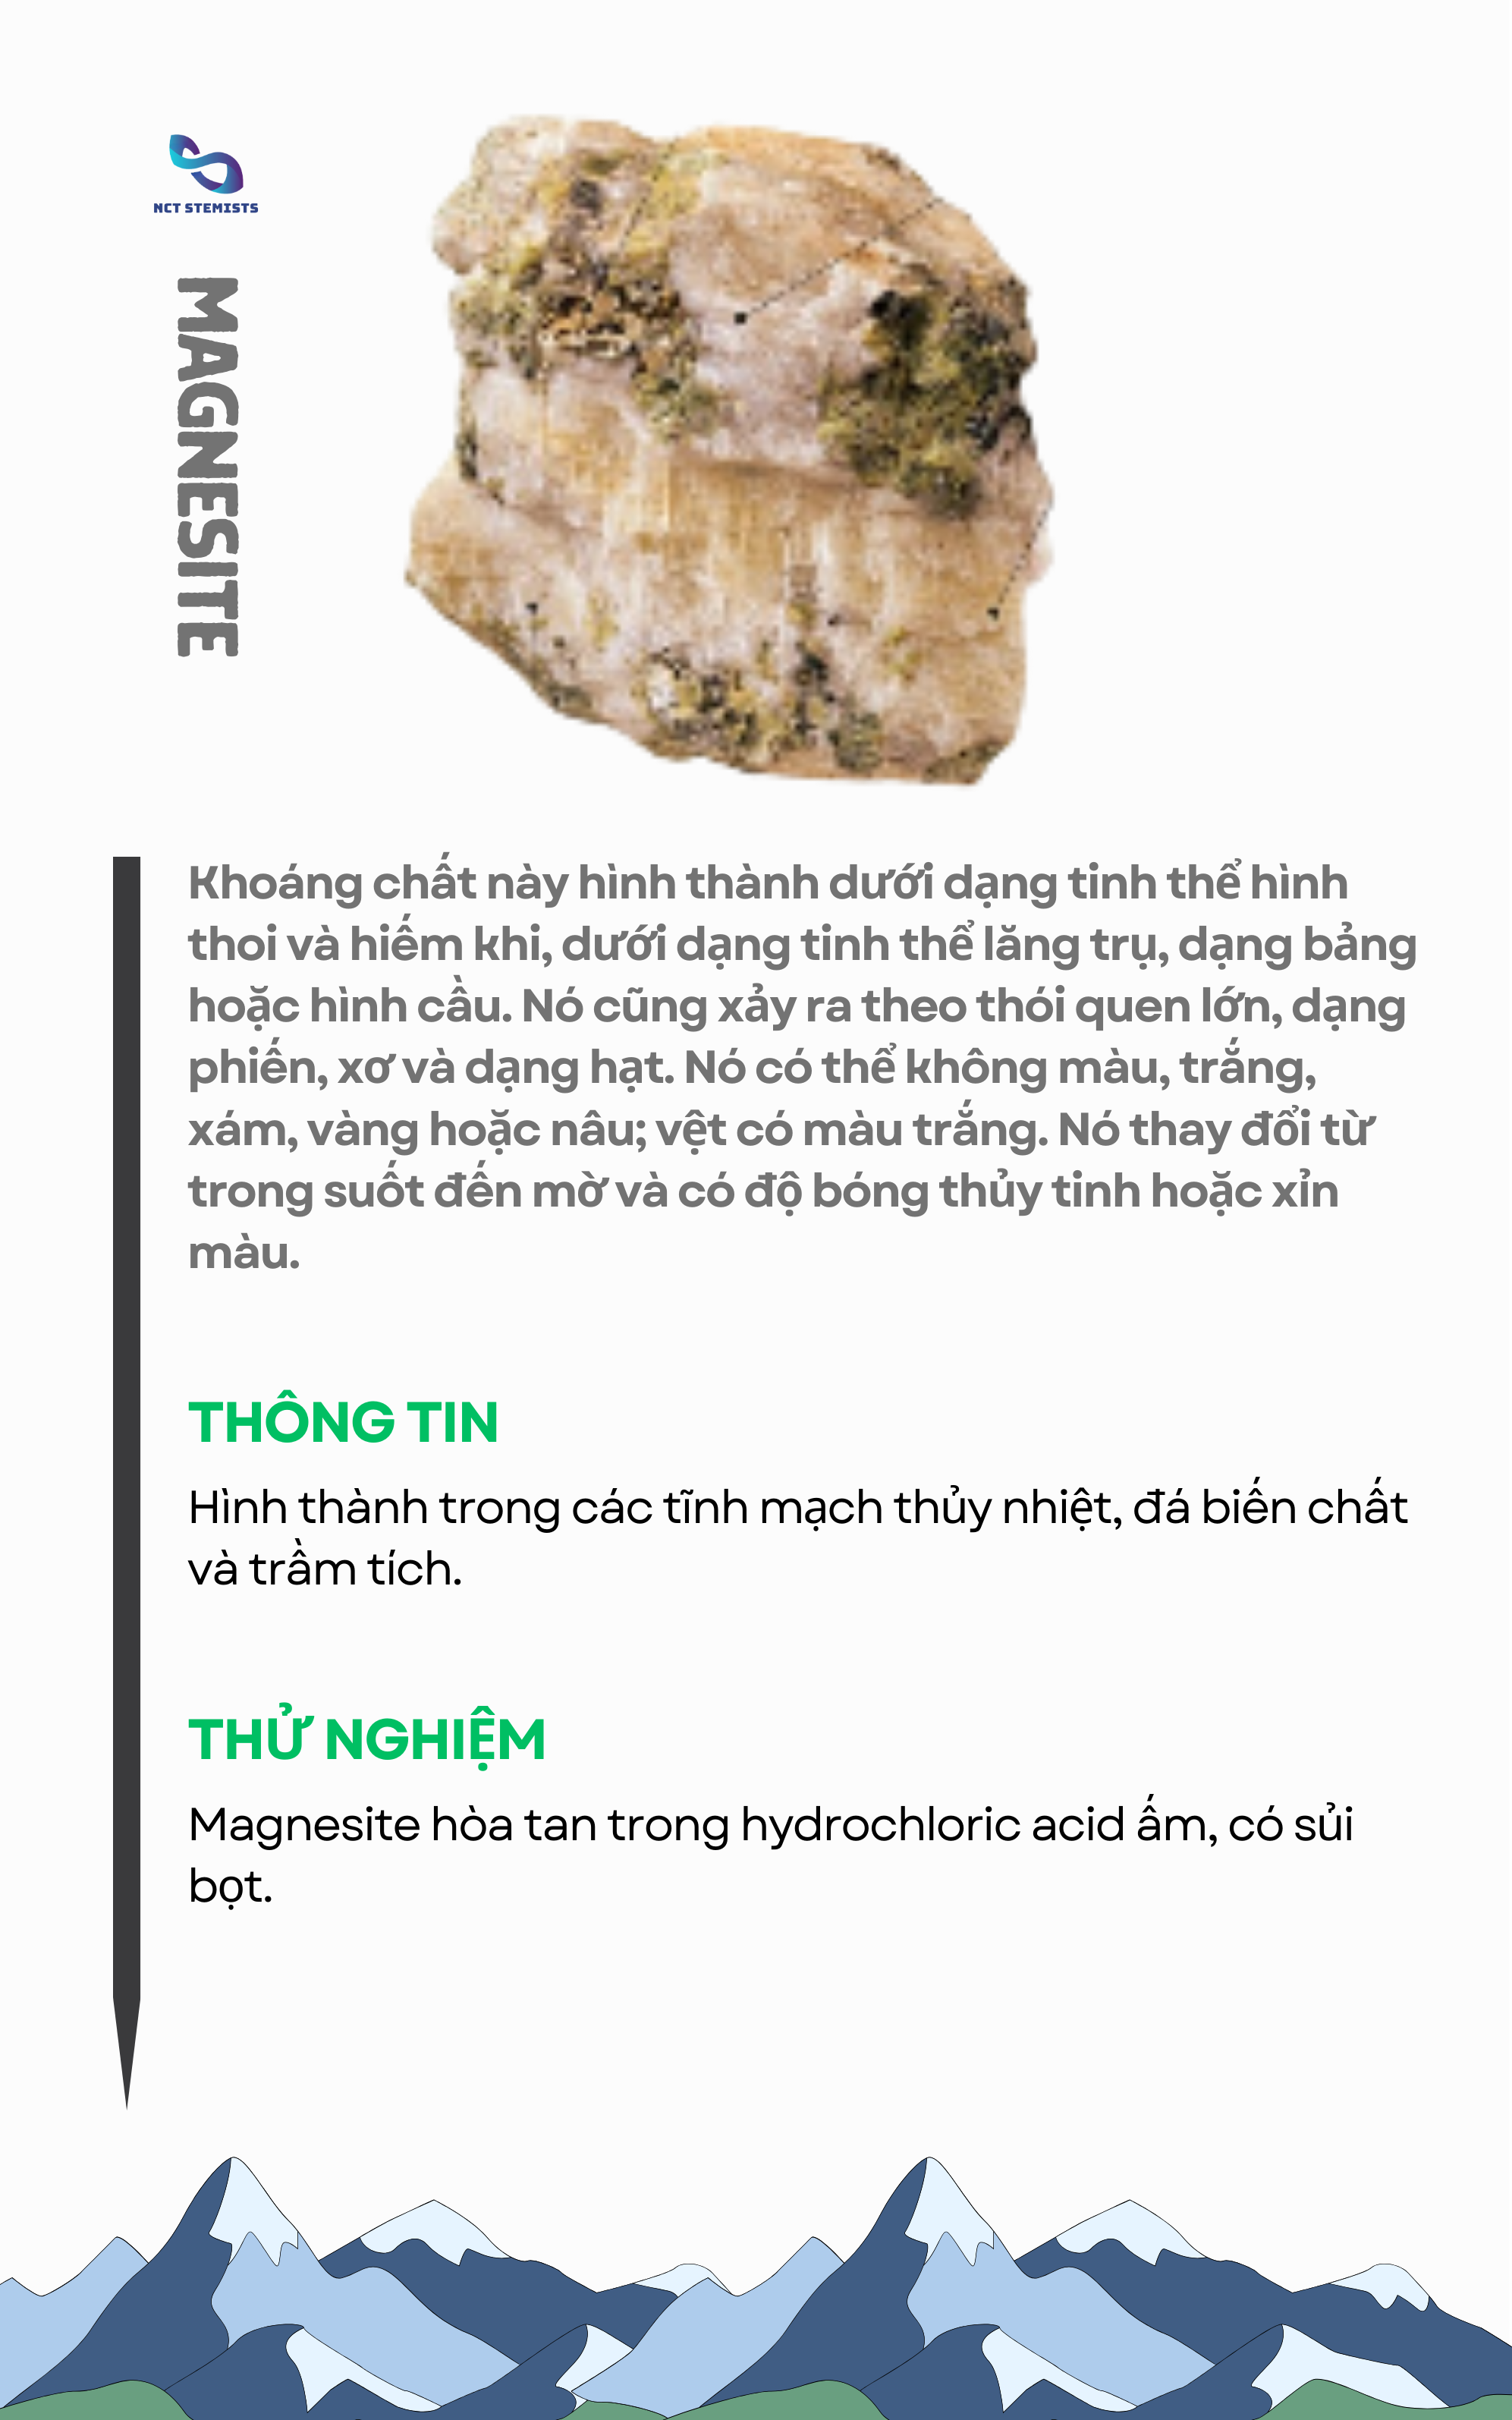 NCT STEMISTS
MAGNESITE
Khoáng chất này hình thành dưới dạng tinh thể hình
thoi và hiếm khi, dưới dạng tinh thể lăng trụ, dạng bảng
hoặc hình cầu. Nó cũng xảy ra theo thói quen lớn, dạng
phiến, xơ và dạng hạt. Nó có thể không màu, trắng,
xám, vàng hoặc nâu; vệt có màu trắng. Nó thay đổi từ
trong suốt đến mờ và có độ bóng thủy tinh hoặc xỉn
màu.
THÔNG TIN
Hình thành trong các tĩnh mạch thủy nhiệt, đá biến chất
và trầm tích.
THỬ NGHIỆM
Magnesite hòa tan trong hydrochloric acid ấm, có sủi
bọt.